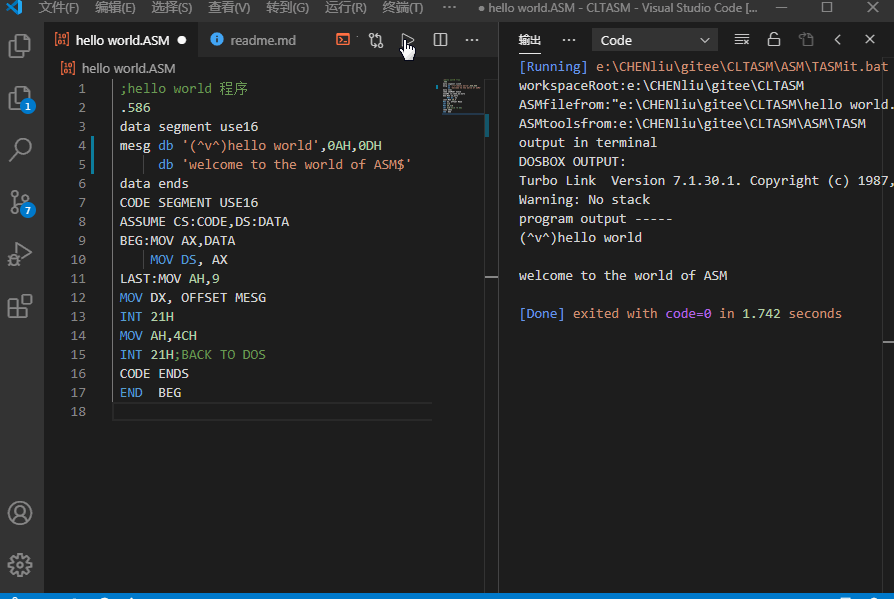 文件(F) 编辑(E) 选择(S) 查看(V) 转到(G) 运行(R) 终端(T) ··· ● hello world.ASM - CLTASM - Visual Studio Code [...
hello world.ASM ● readme.md
hello world.ASM
1 ;hello world 程序
2 .586
3 data segment use16
4 mesg db '(^v^)hello world',0AH,0DH
5 db 'welcome to the world of ASM$'
6 data ends
7 CODE SEGMENT USE16
8 ASSUME CS:CODE,DS:DATA
9 BEG:MOV AX,DATA
10 MOV DS, AX
11 LAST:MOV AH,9
12 MOV DX, OFFSET MESG
13 INT 21H
14 MOV AH,4CH
15 INT 21H;BACK TO DOS
16 CODE ENDS
17 END  BEG
18
1
7
输出 ··· Code
[Running] e:\CHENliu\gitee\CLTASM\ASM\TASMit.bat
workspaceRoot:e:\CHENliu\gitee\CLTASM
ASMfilefrom:"e:\CHENliu\gitee\CLTASM\hello world.
ASMtoolsfrom:e:\CHENliu\gitee\CLTASM\ASM\TASM
output in terminal
DOSBOX OUTPUT:
Turbo Link  Version 7.1.30.1. Copyright (c) 1987,
Warning: No stack
program output -----
(^v^)hello world
welcome to the world of ASM
[Done] exited with code=0 in 1.742 seconds